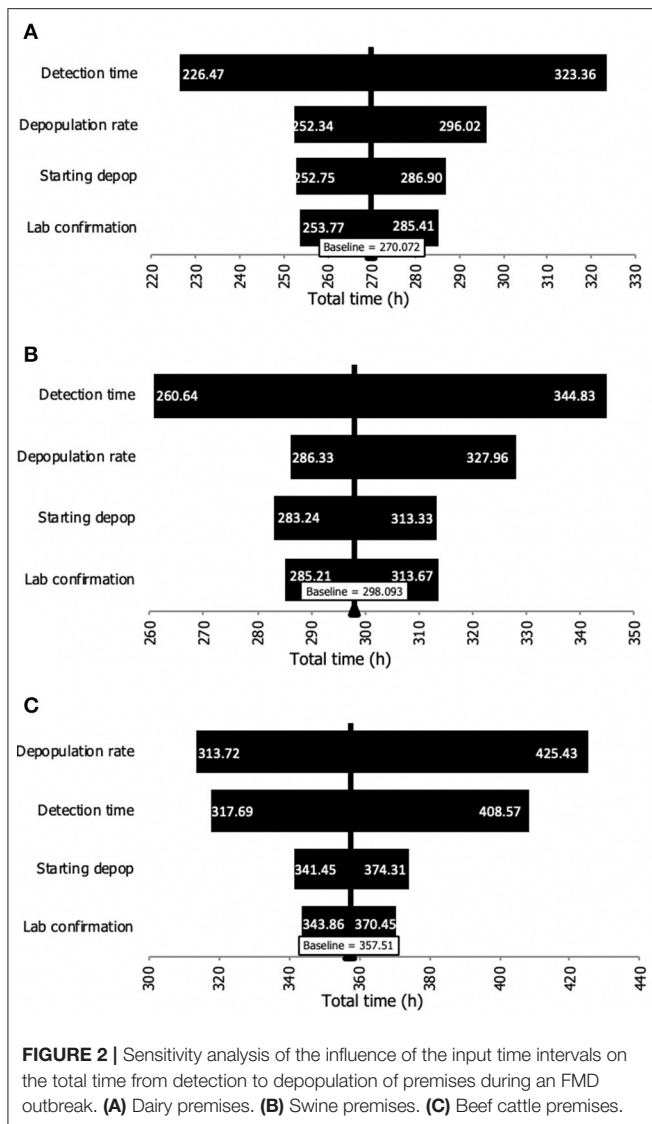 A
Detection time 226.47 323.36
Depopulation rate 252.34 296.02
Starting depop 252.75 286.90
Lab confirmation 253.77 285.41
Baseline = 270.072
220 230 240 250 260 270 280 290 300 310 320 330
Total time (h)
B
Detection time 260.64 344.83
Depopulation rate 286.33 327.96
Starting depop 283.24 313.33
Lab confirmation 285.21 313.67
Baseline = 298.093
260 270 280 290 300 310 320 330 340 350
Total time (h)
C
Depopulation rate 313.72 425.43
Detection time 317.69 408.57
Starting depop 341.45 374.31
Lab confirmation 343.86 370.45
Baseline = 357.51
300 320 340 360 380 400 420 440
Total time (h)
FIGURE 2 | Sensitivity analysis of the influence of the input time intervals on
the total time from detection to depopulation of premises during an FMD
outbreak. (A) Dairy premises. (B) Swine premises. (C) Beef cattle premises.